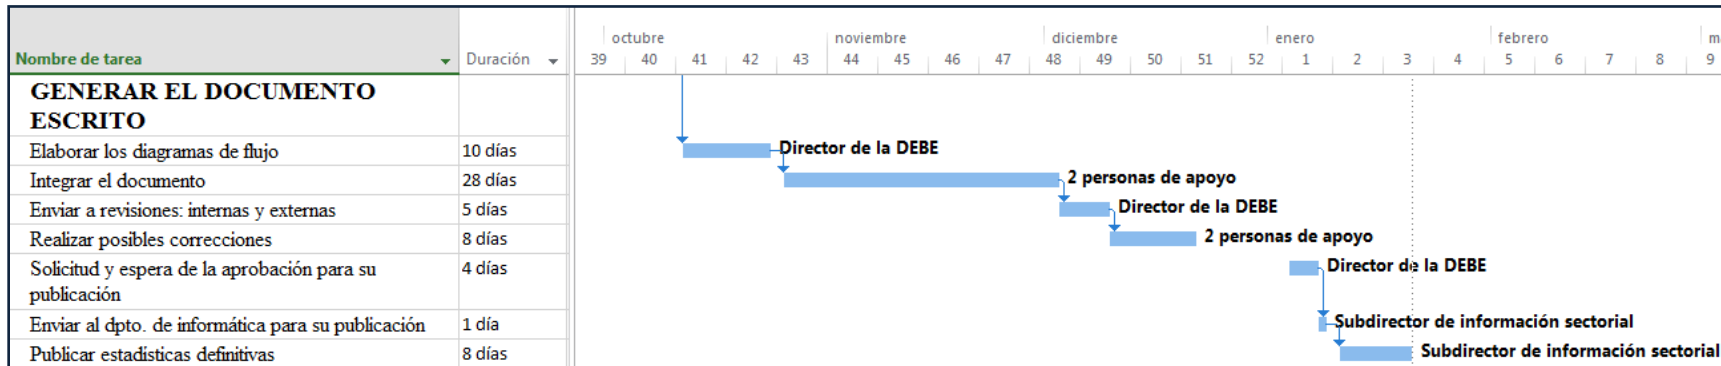 octubre noviembre diciembre enero febrero m
Nombre de tarea Duración 39 40 41 42 43 44 45 46 47 48 49 50 51 52 1 2 3 4 5 6 7 8 9
GENERAR EL DOCUMENTO
ESCRITO
Elaborar los diagramas de flujo 10 días Director de la DEBE
Integrar el documento 28 días 2 personas de apoyo
Enviar a revisiones: internas y externas 5 días Director de la DEBE
Realizar posibles correcciones 8 días 2 personas de apoyo
Solicitud y espera de la aprobación para su 4 días Director de la DEBE
publicación
Enviar al dpto. de informática para su publicación 1 día Subdirector de información sectorial
Publicar estadísticas definitivas 8 días Subdirector de información sectorial